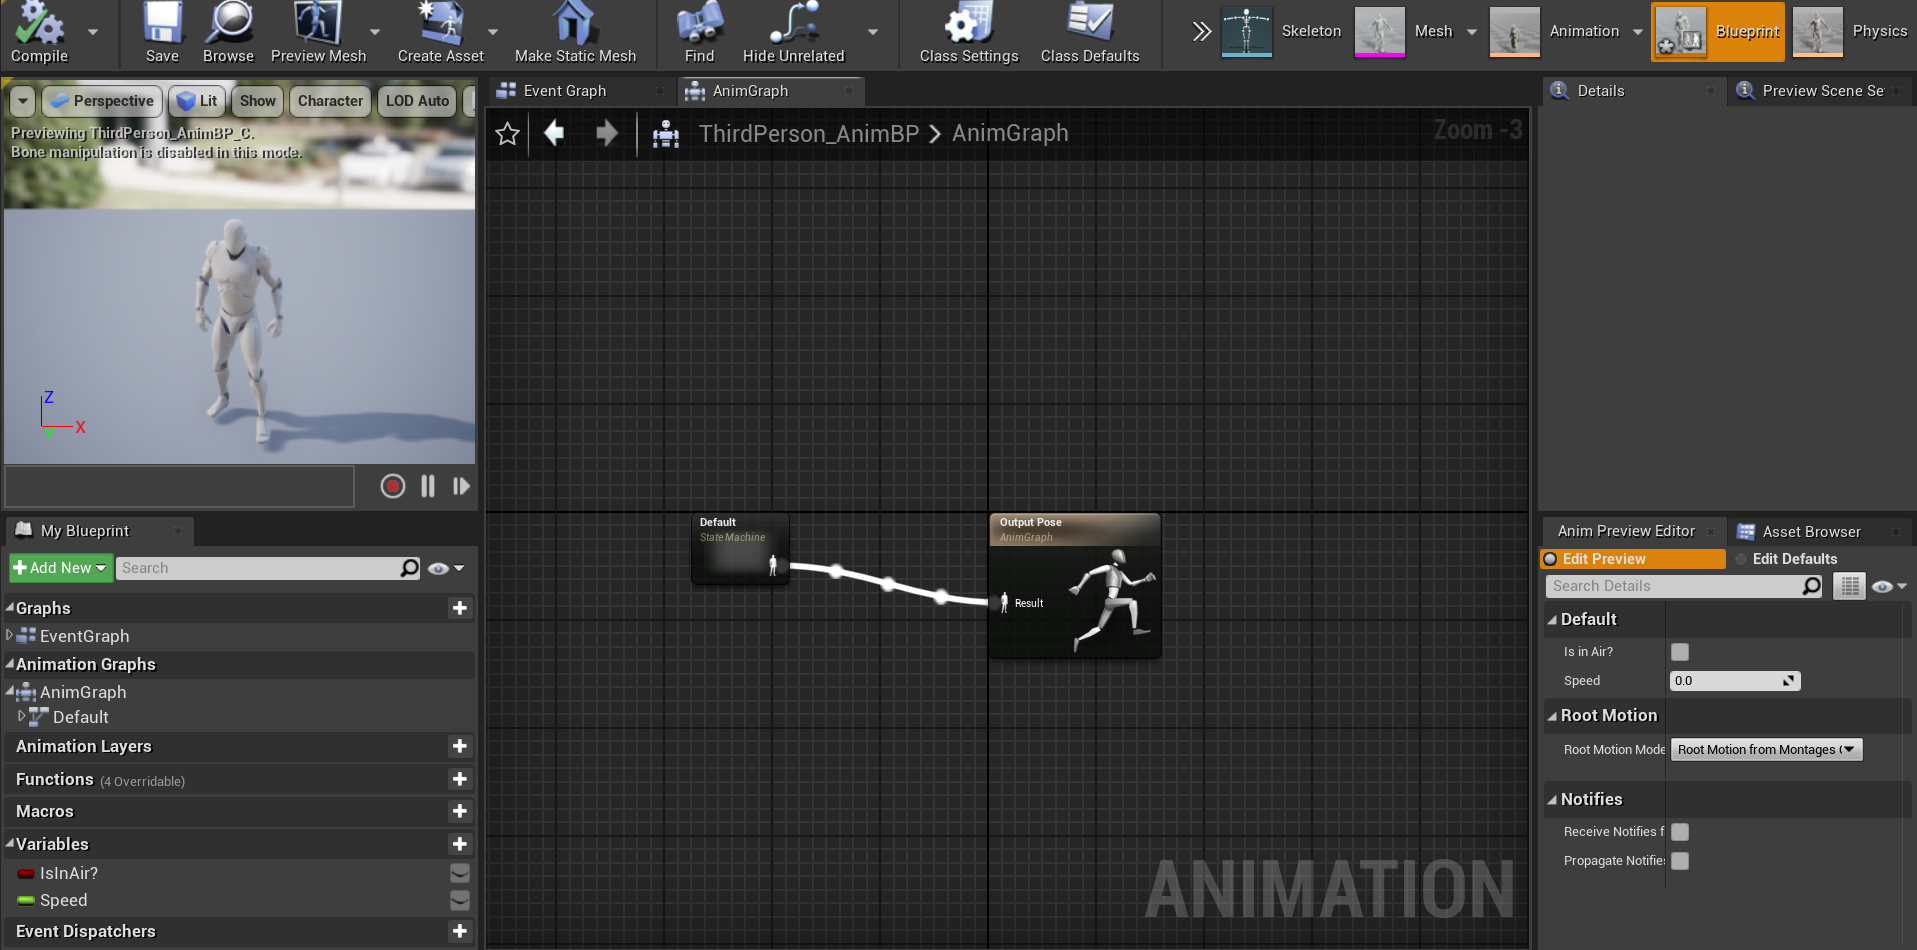 Compile
Save
Browse
Preview Mesh
Create Asset
Make Static Mesh
Find
Hide Unrelated
Class Settings
Class Defaults
Skeleton
Mesh
Animation
Blueprint
Physics
Perspective
Lit
Show
Character
LOD Auto
Previewing ThirdPerson_AnimBP_C.
Bone manipulation is disabled in this mode.
Z
X
Y
Event Graph
AnimGraph
ThirdPerson_AnimBP > AnimGraph
Zoom -3
Default
State Machine
Output Pose
AnimGraph
Result
ANIMATION
My Blueprint
Add New
Search
Graphs
EventGraph
Animation Graphs
AnimGraph
Default
Animation Layers
Functions (4 Overridable)
Macros
Variables
IsInAir?
Speed
Event Dispatchers
Details
Preview Scene Se
Anim Preview Editor
Asset Browser
Edit Preview
Edit Defaults
Search Details
Default
Is in Air?
Speed
0.0
Root Motion
Root Motion Mode
Root Motion from Montages (
Notifies
Receive Notifies f
Propagate Notifie